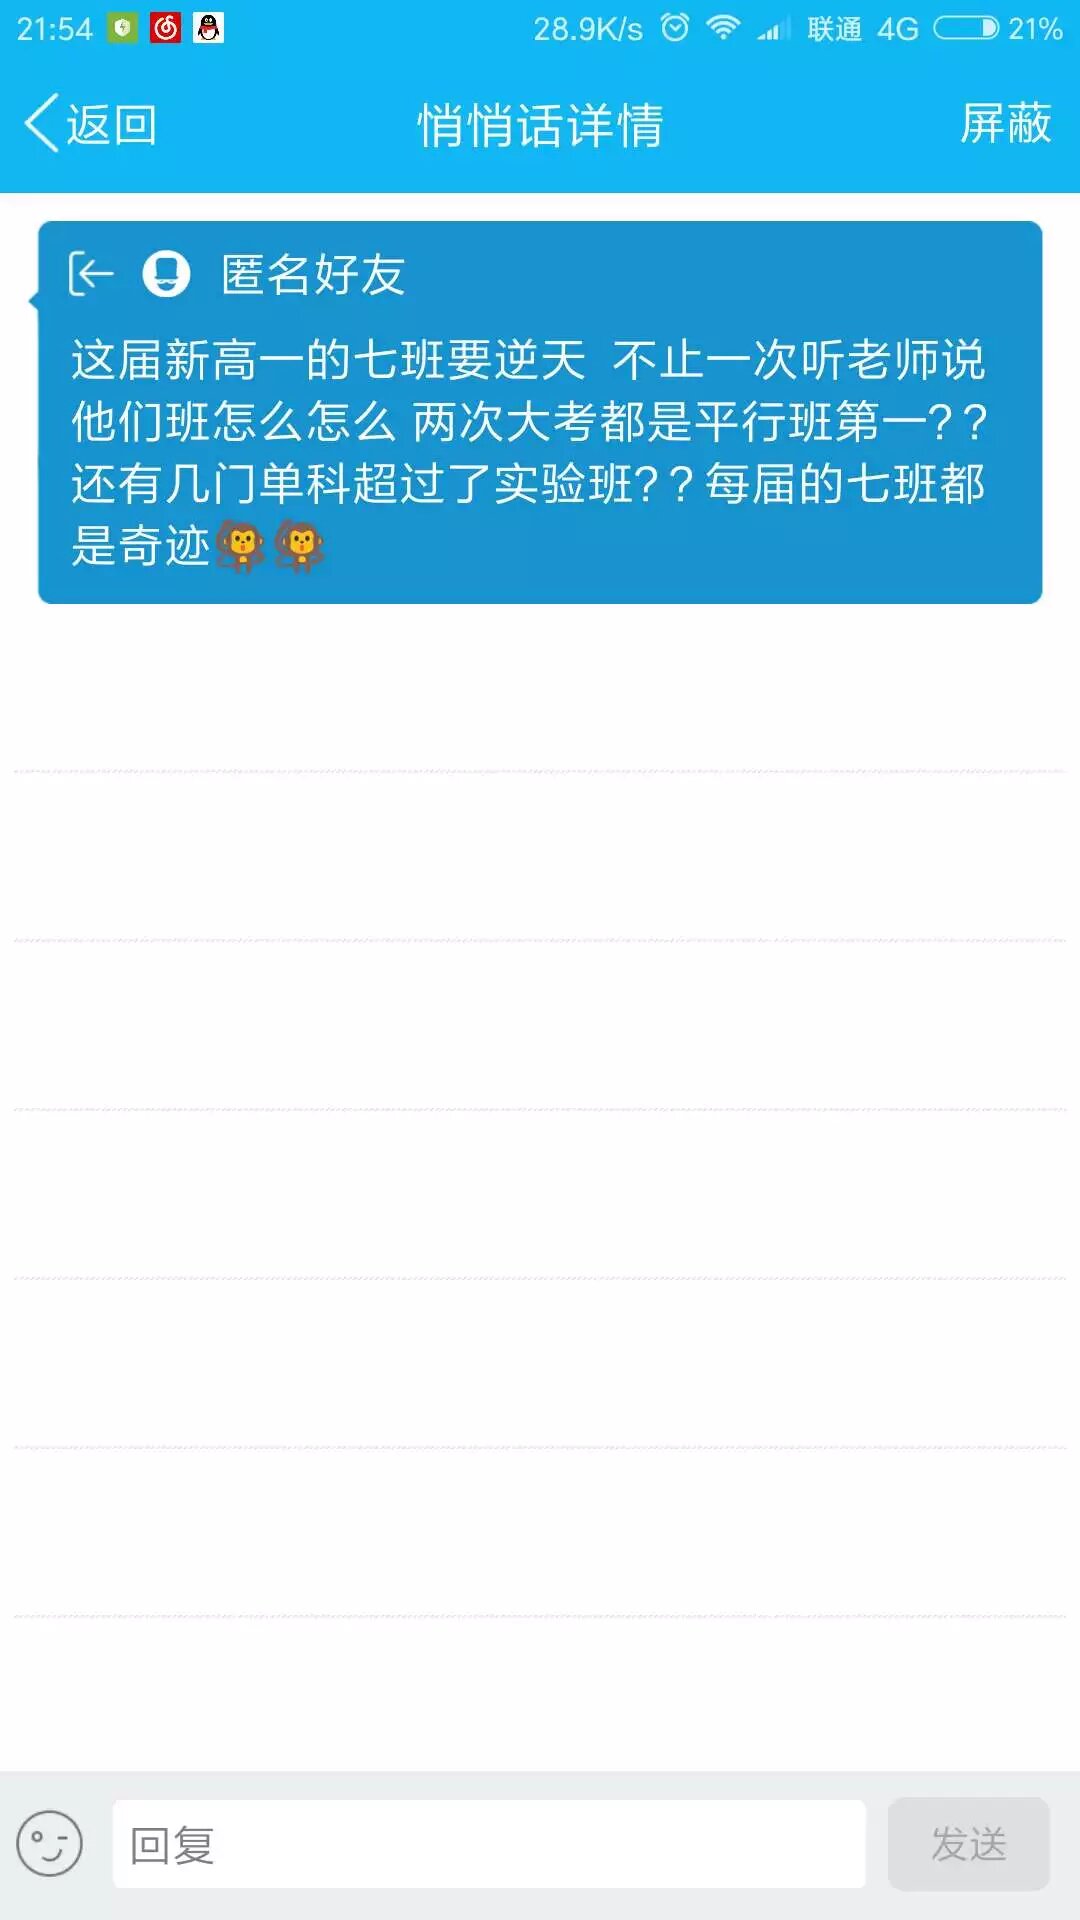 21:54 28.9K/s 联通 4G 21%
返回 悄悄话详情 屏蔽
匿名好友
这届新高一的七班要逆天 不止一次听老师说
他们班怎么怎么 两次大考都是平行班第一？？
还有几门单科超过了实验班？？每届的七班都
是奇迹🙊🙊
回复 发送